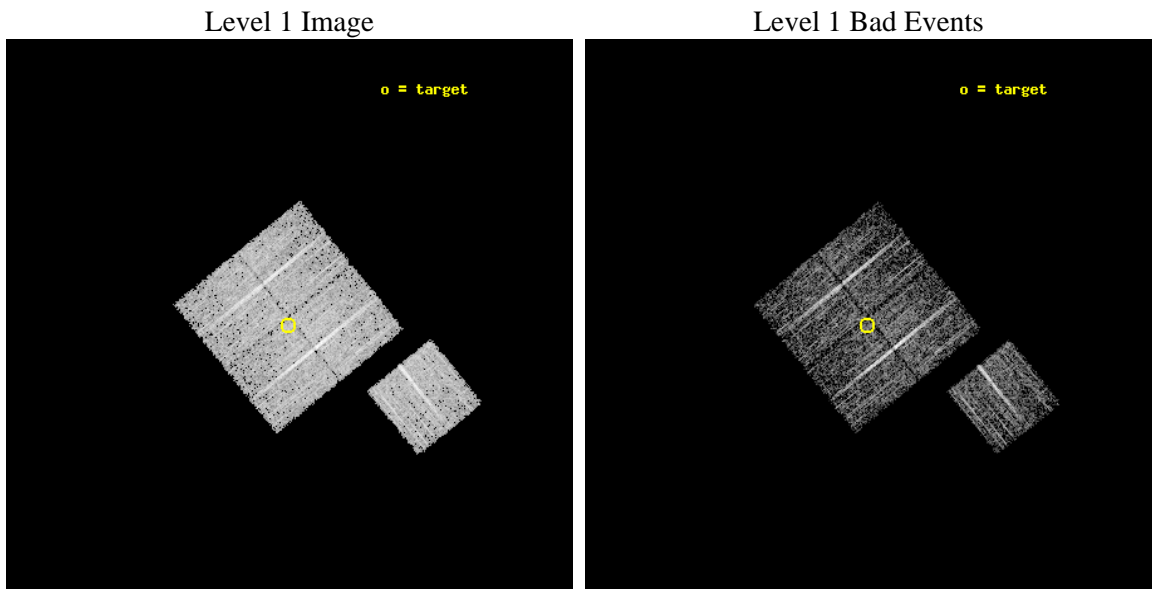 Level 1 Image
Level 1 Bad Events
o = target
o = target